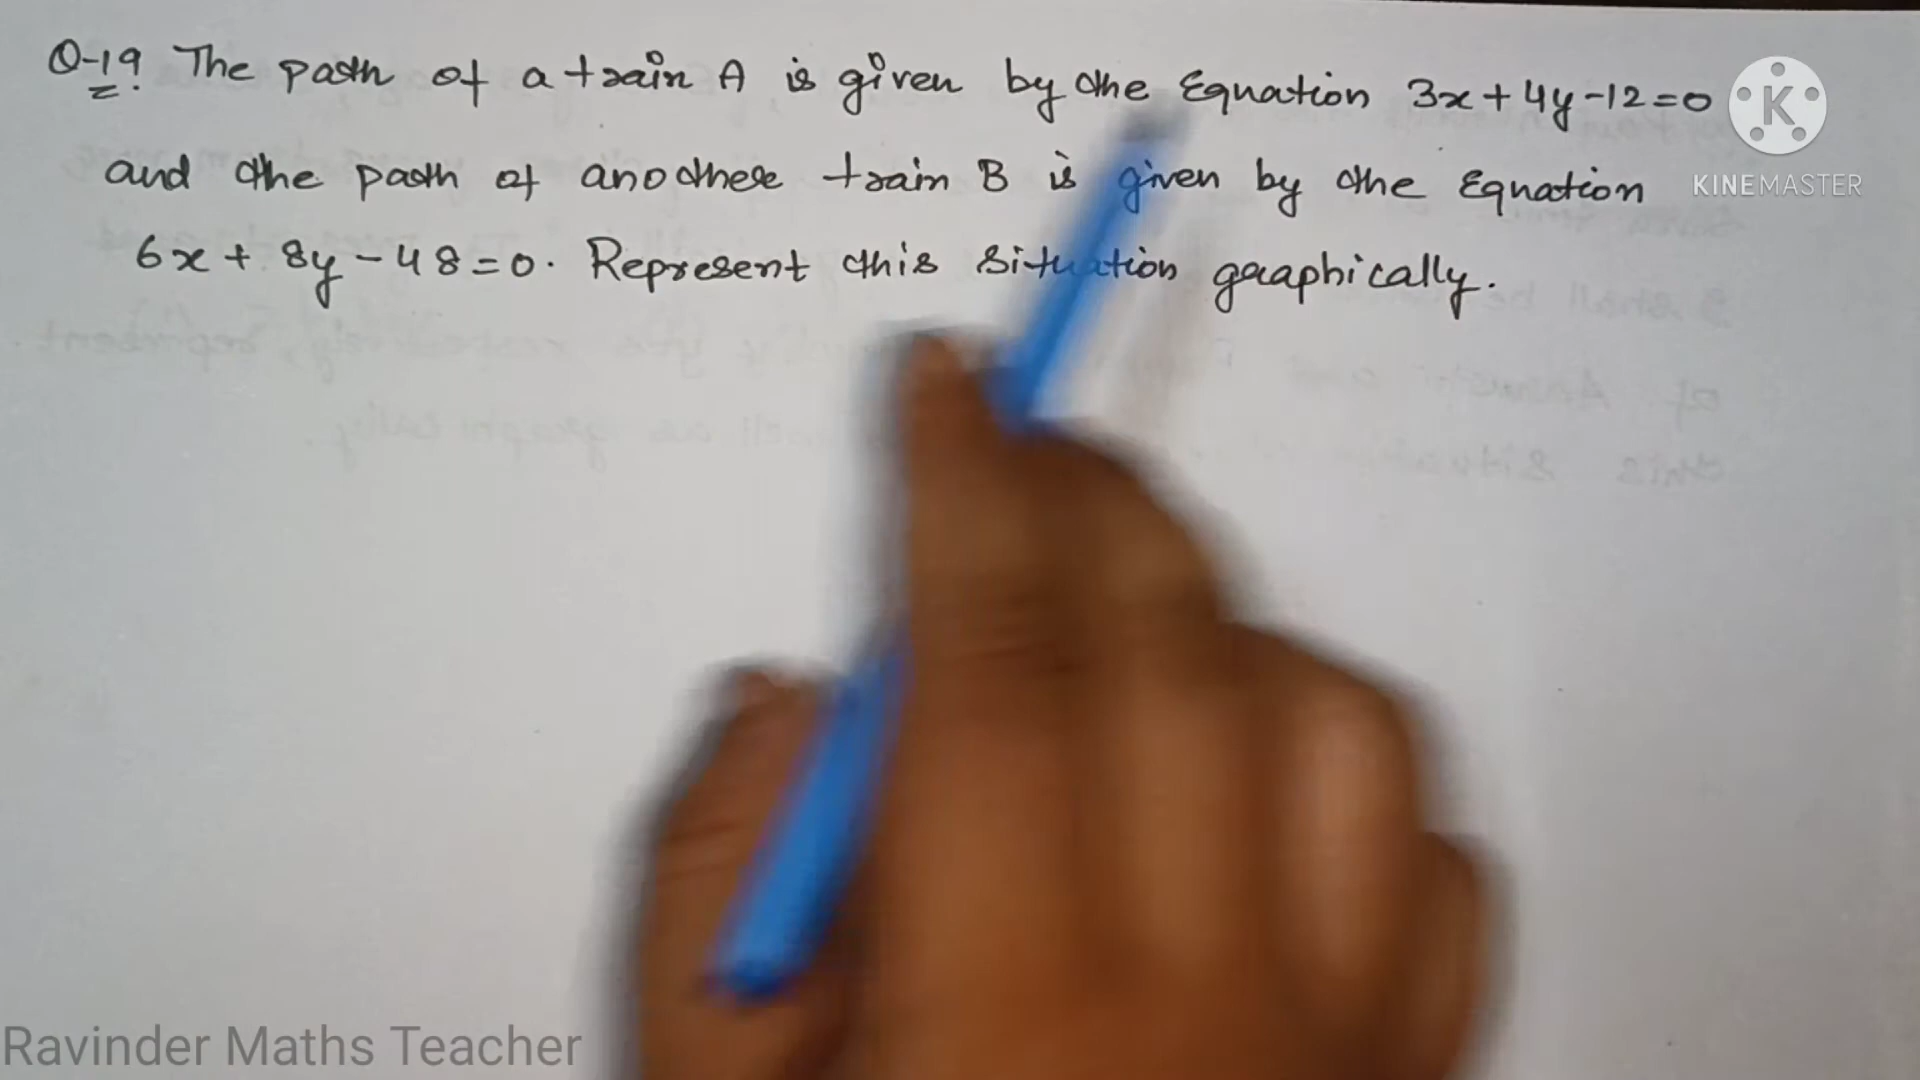 Q-19. The path of a train A is given by the Equation 3x + 4y - 12 = 0
and the path of another train B is given by the Equation
6x + 8y - 48 = 0. Represent this situation graphically.
K
KINEMASTER
Ravinder Maths Teacher